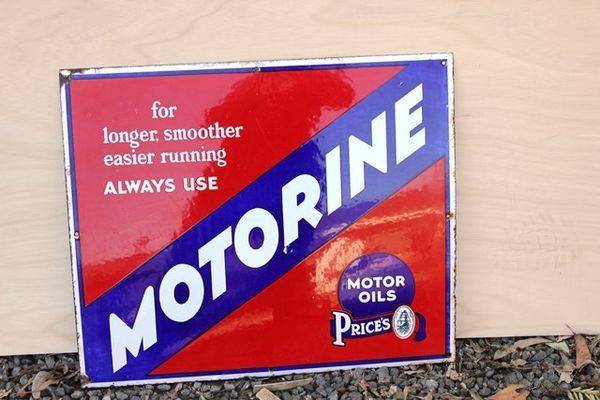 for
longer, smoother
easier running
ALWAYS USE
MOTORINE
MOTOR
OILS
PRICE'S